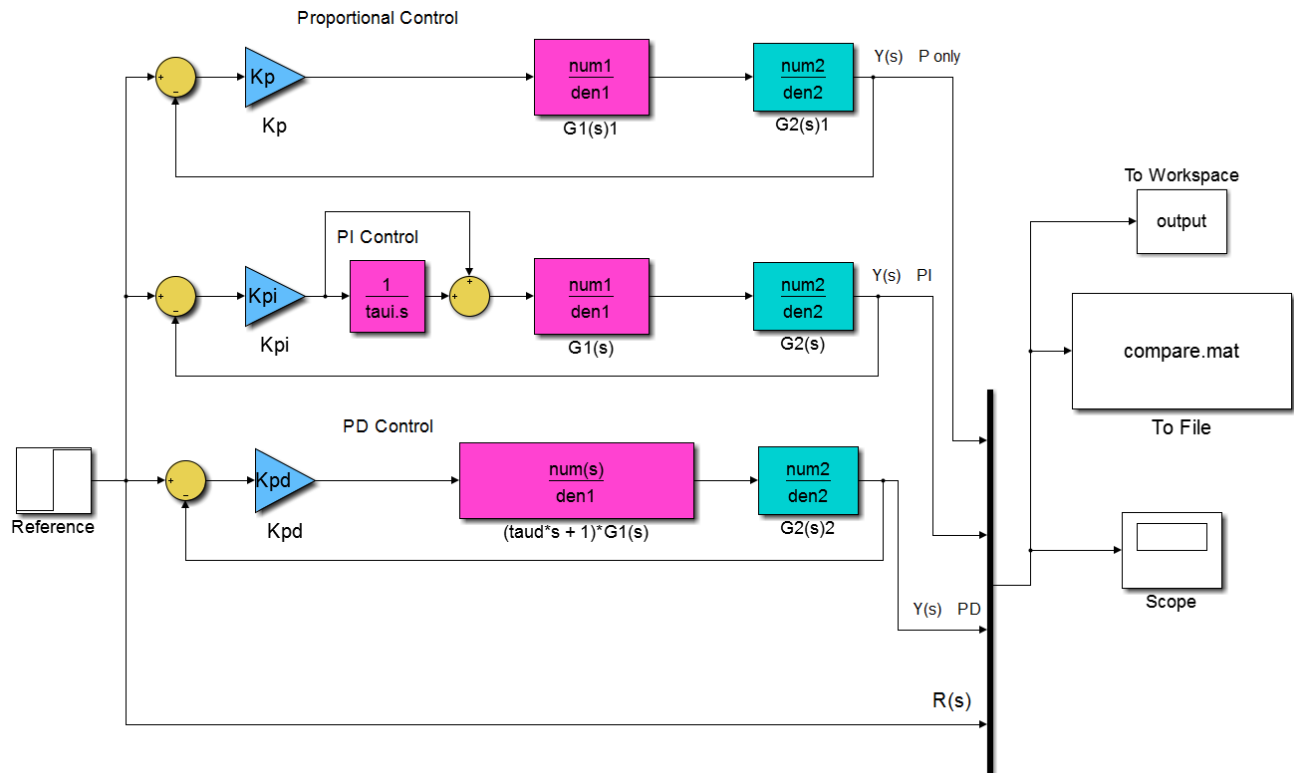 Proportional Control
+
−
Kp
Kp
num1
den1
G1(s)1
num2
den2
G2(s)1
Y(s) P only
PI Control
+
−
Kpi
Kpi
1
taui.s
+
+
num1
den1
G1(s)
num2
den2
G2(s)
Y(s) PI
PD Control
Reference
+
−
Kpd
Kpd
num(s)
den1
(taud*s + 1)*G1(s)
num2
den2
G2(s)2
Y(s) PD
R(s)
To Workspace
output
compare.mat
To File
Scope